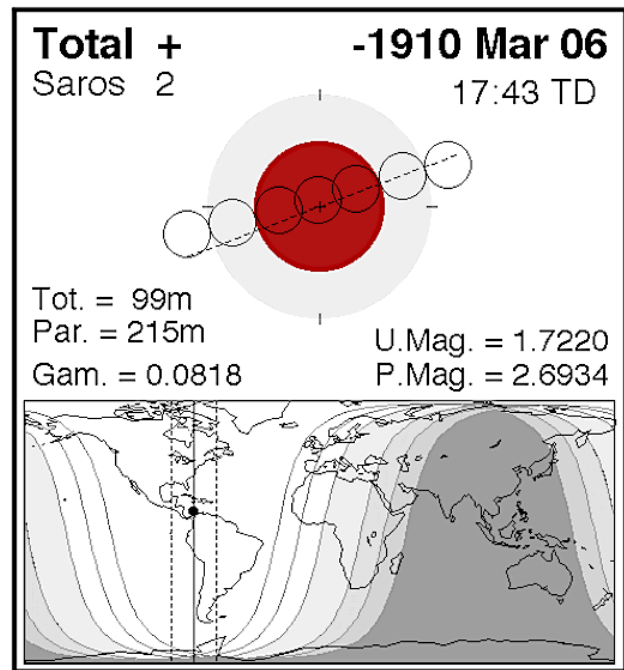 Total + -1910 Mar 06
Saros 2 17:43 TD
Tot. = 99m
Par. = 215m U.Mag. = 1.7220
Gam. = 0.0818 P.Mag. = 2.6934